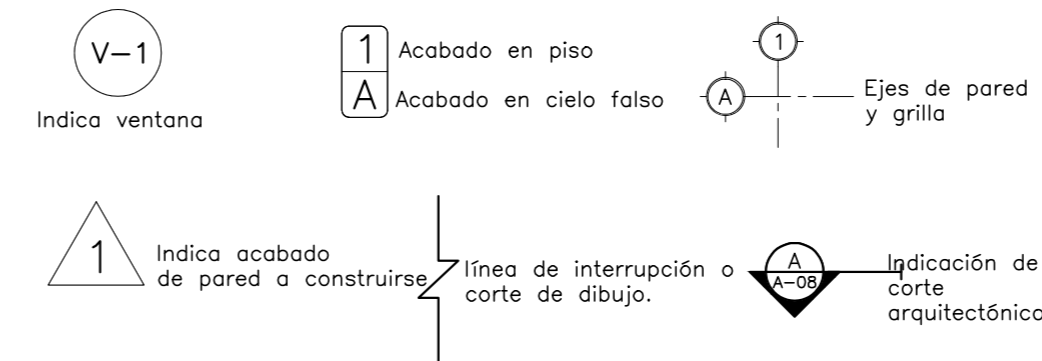 V-1
Indica ventana
1
Acabado en piso
A
Acabado en cielo falso
1
A
Ejes de pared
y grilla
1
Indica acabado
de pared a construirse
línea de interrupción o
corte de dibujo.
A
A-08
Indicación de
corte
arquitectónico